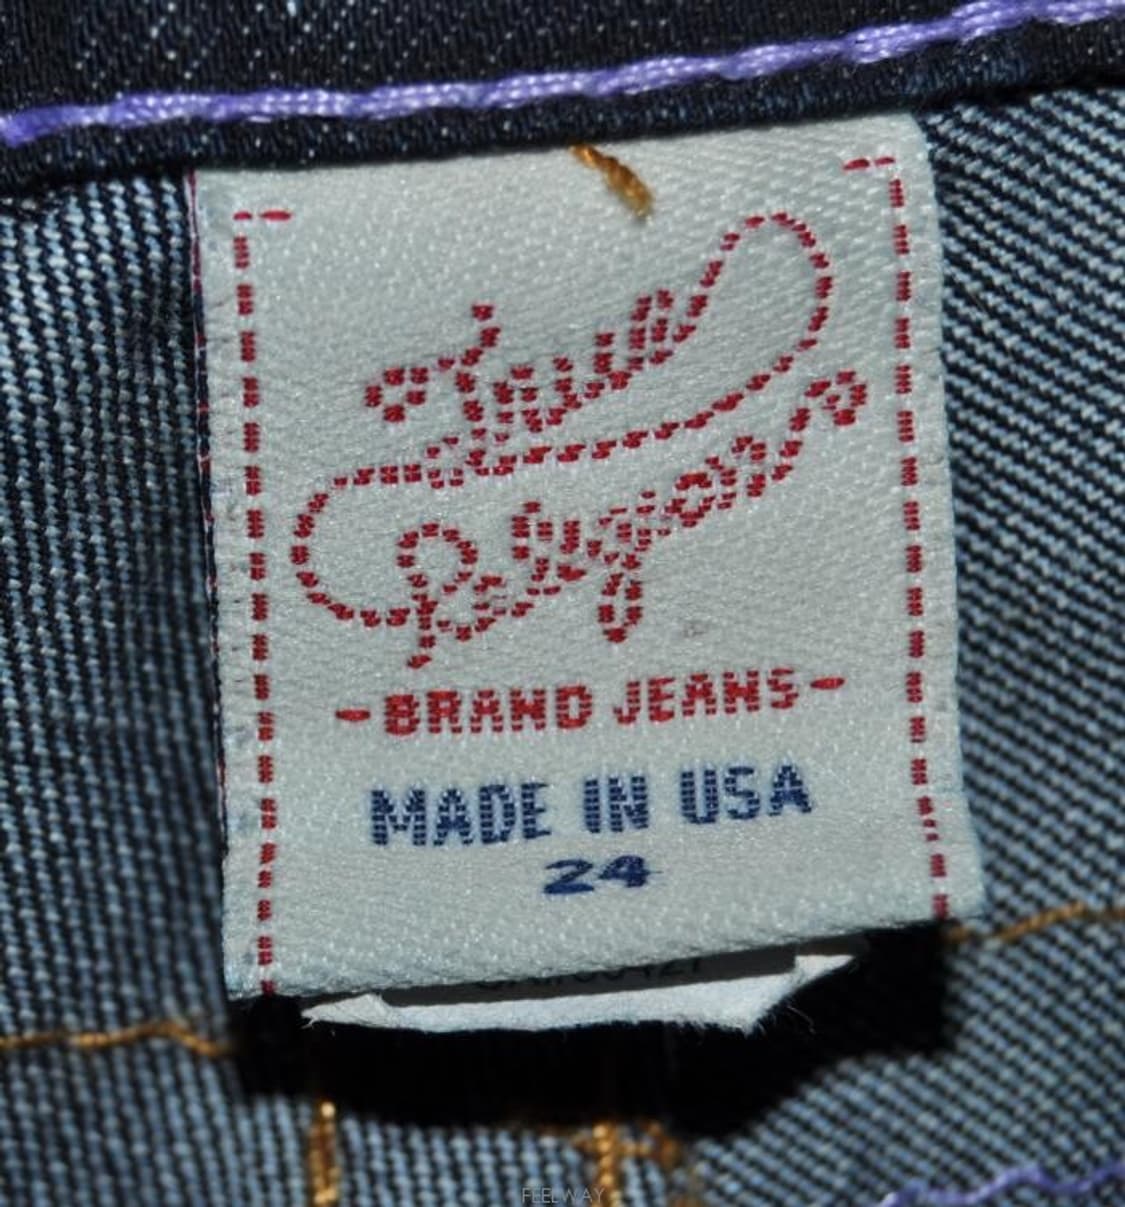 True
Religion
-BRAND JEANS-
MADE IN USA
24
FEELWAY